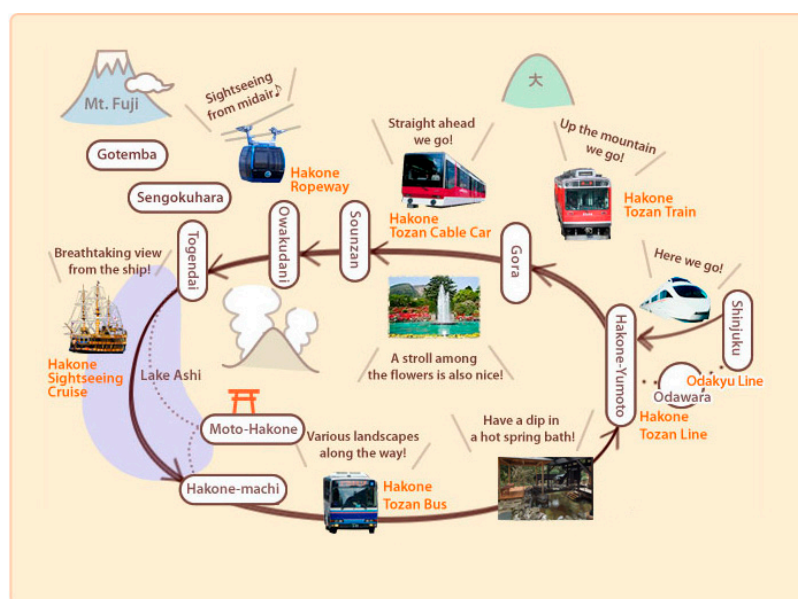 Mt. Fuji
Sightseeing
from midair♪
大
Straight ahead
we go!
Up the mountain
we go!
Gotemba
Hakone
Ropeway
Sengokuhara
Hakone
Tozan Cable Car
Hakone
Tozan Train
Togendai
Owakudani
Sounzan
Gora
Breathtaking view
from the ship!
Here we go!
Shinjuku
Hakone-Yumoto
Hakone
Sightseeing
Cruise
Lake Ashi
A stroll among
the flowers is also nice!
Odakyu Line
Odawara
Hakone
Tozan Line
Moto-Hakone
Various landscapes
along the way!
Have a dip in
a hot spring bath!
Hakone-machi
Hakone
Tozan Bus